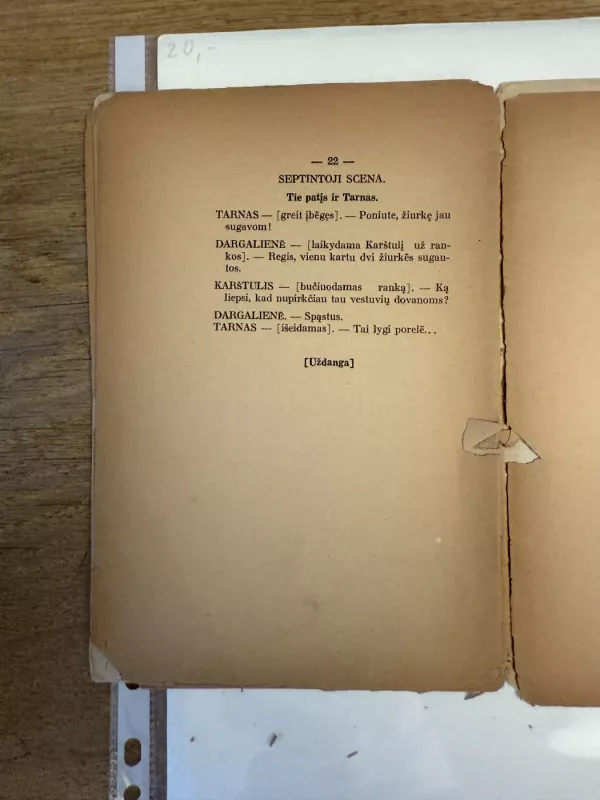 20,-
— 22 —
SEPTINTOJI SCENA.
Tie patįs ir Tarnas.
TARNAS — [greit įbėgęs]. — Poniute, žiurkę jau
sugavom!
DARGALIENĖ — [laikydama Karštulį už ran-
kos]. — Regis, vienu kartu dvi žiurkės sugau-
tos.
KARŠTULIS — [bučiuodamas ranką]. — Ką
liepsi, kad nupirkčiau tau vestuvių dovanoms?
DARGALIENĖ. — Spąstus.
TARNAS — [išeidamas]. — Tai lygi porelė...
[Uždanga]